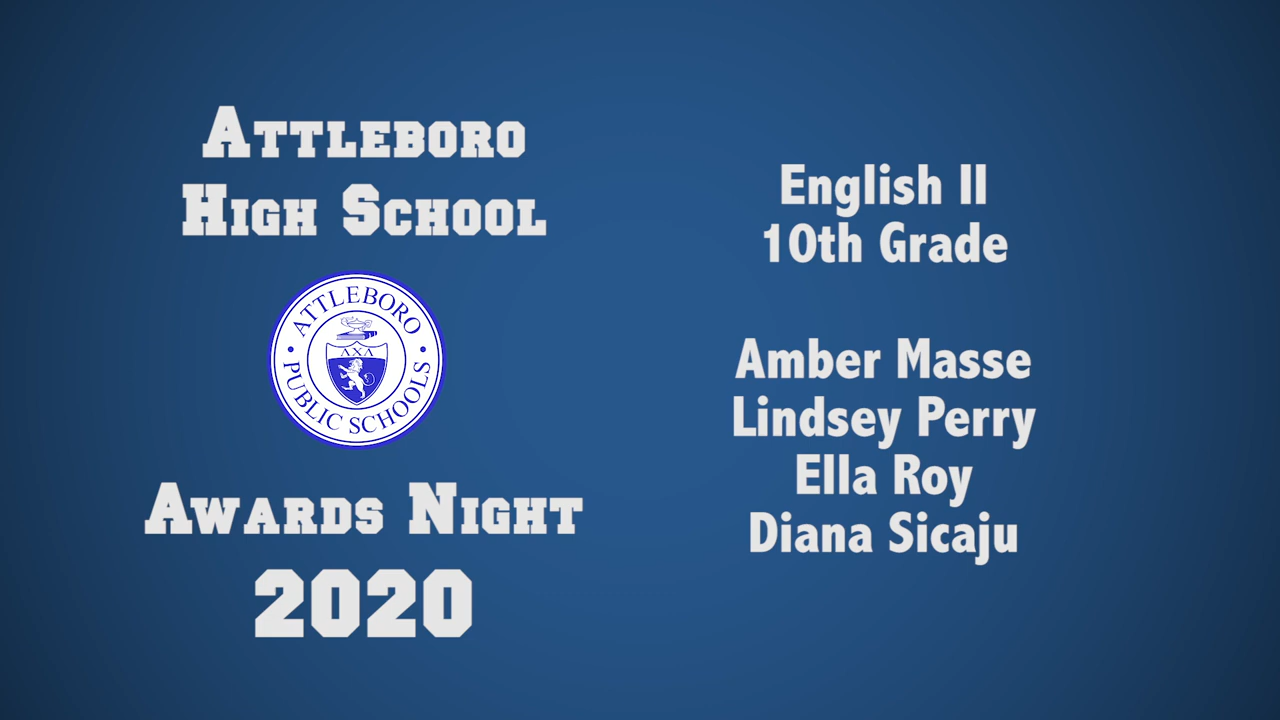 Attleboro
High School
ATTLEBORO
PUBLIC SCHOOLS
Awards Night
2020
English II
10th Grade
Amber Masse
Lindsey Perry
Ella Roy
Diana Sicaju